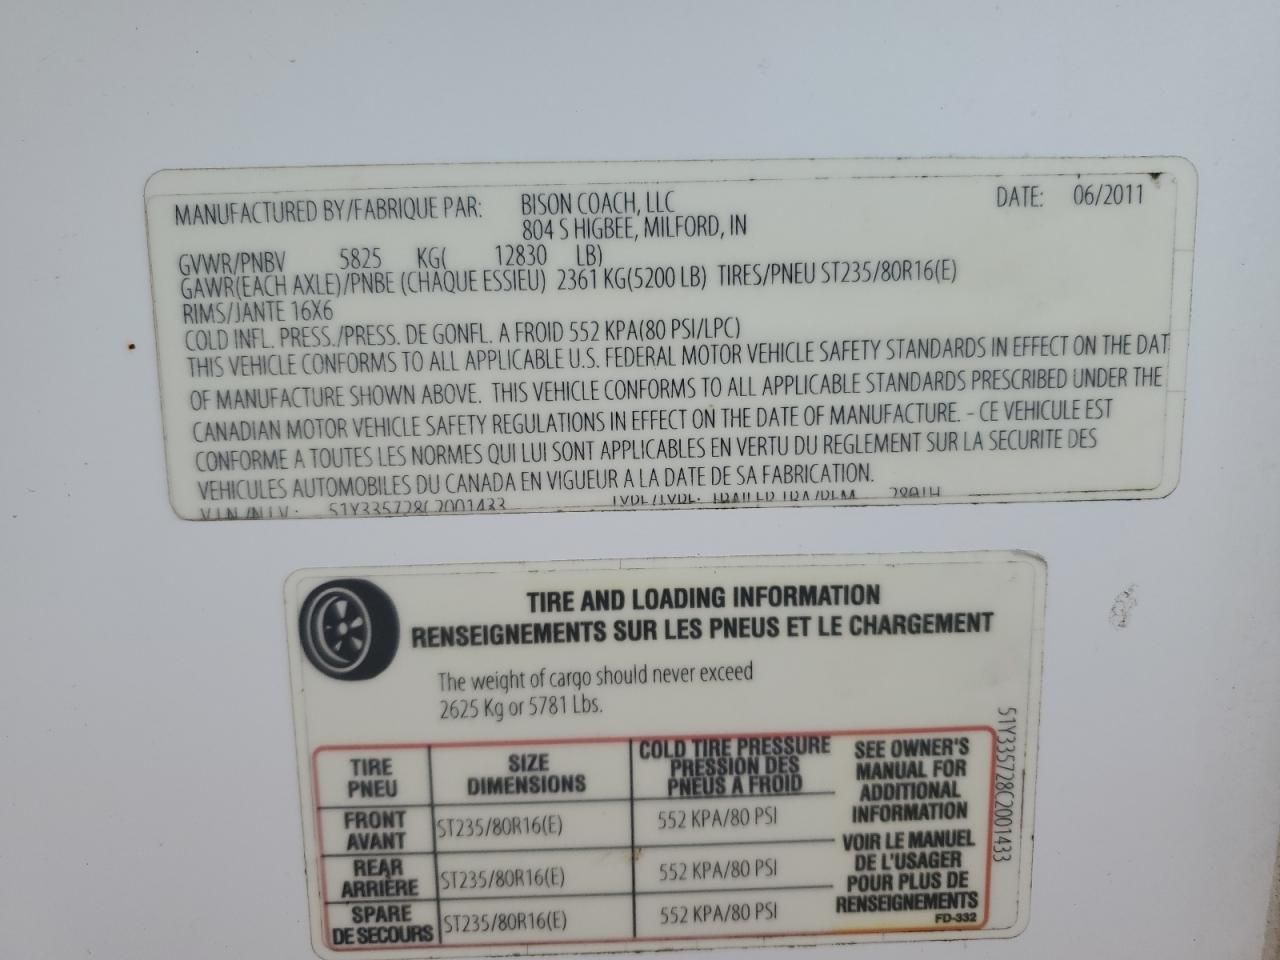 MANUFACTURED BY/FABRIQUE PAR: BISON COACH, LLC DATE: 06/2011
804 S HIGBEE, MILFORD, IN
GVWR/PNBV 5825 KG( 12830 LB)
GAWR(EACH AXLE)/PNBE (CHAQUE ESSIEU) 2361 KG(5200 LB) TIRES/PNEU ST235/80R16(E)
RIMS/JANTE 16X6
COLD INFL. PRESS./PRESS. DE GONFL. A FROID 552 KPA(80 PSI/LPC)
THIS VEHICLE CONFORMS TO ALL APPLICABLE U.S. FEDERAL MOTOR VEHICLE SAFETY STANDARDS IN EFFECT ON THE DAT
OF MANUFACTURE SHOWN ABOVE. THIS VEHICLE CONFORMS TO ALL APPLICABLE STANDARDS PRESCRIBED UNDER THE
CANADIAN MOTOR VEHICLE SAFETY REGULATIONS IN EFFECT ON THE DATE OF MANUFACTURE. - CE VEHICULE EST
CONFORME A TOUTES LES NORMES QUI LUI SONT APPLICABLES EN VERTU DU REGLEMENT SUR LA SECURITE DES
VEHICULES AUTOMOBILES DU CANADA EN VIGUEUR A LA DATE DE SA FABRICATION.
V.I.N./N.I.V.: 51Y335728C2001433 TYPE/TYPE: TRAILER TRA/REM
TIRE AND LOADING INFORMATION
RENSEIGNEMENTS SUR LES PNEUS ET LE CHARGEMENT
The weight of cargo should never exceed
2625 Kg or 5781 Lbs.
TIRE
PNEU
SIZE
DIMENSIONS
COLD TIRE PRESSURE
PRESSION DES
PNEUS A FROID
FRONT
AVANT
ST235/80R16(E)
552 KPA/80 PSI
REAR
ARRIÈRE
ST235/80R16(E)
552 KPA/80 PSI
SPARE
DE SECOURS
ST235/80R16(E)
552 KPA/80 PSI
SEE OWNER'S
MANUAL FOR
ADDITIONAL
INFORMATION
VOIR LE MANUEL
DE L'USAGER
POUR PLUS DE
RENSEIGNEMENTS
FD-332
51Y335728C2001433